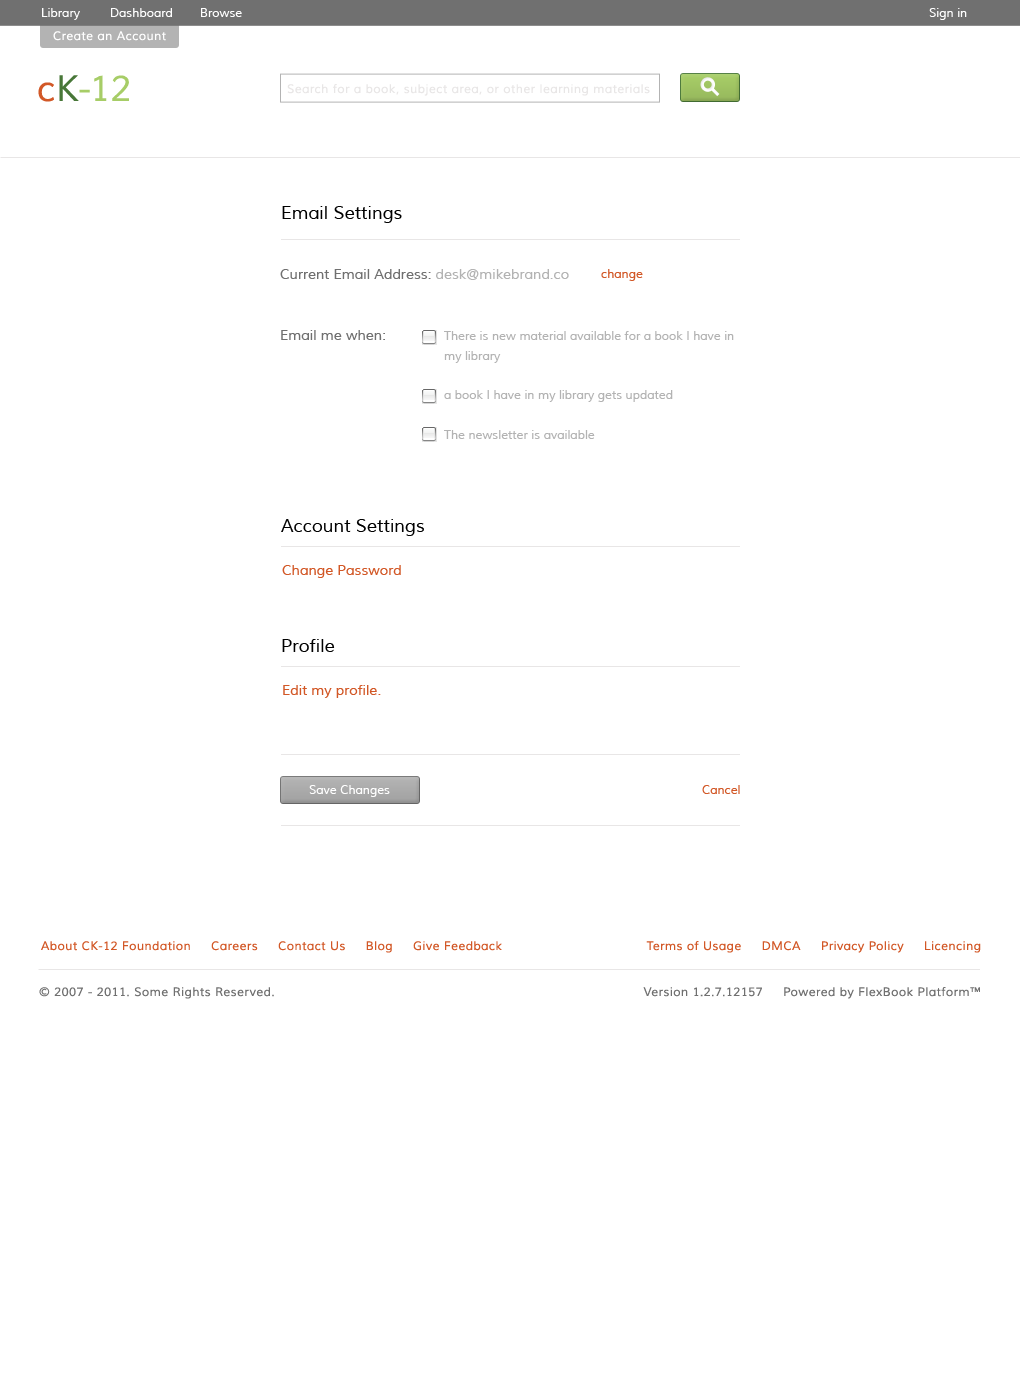 Library Dashboard Browse Sign in
Create an Account
cK-12
Search for a book, subject area, or other learning materials
Email Settings
Current Email Address: desk@mikebrand.co change
Email me when:
There is new material available for a book I have in
my library
a book I have in my library gets updated
The newsletter is available
Account Settings
Change Password
Profile
Edit my profile.
Save Changes Cancel
About CK-12 Foundation Careers Contact Us Blog Give Feedback Terms of Usage DMCA Privacy Policy Licencing
© 2007 - 2011. Some Rights Reserved. Version 1.2.7.12157 Powered by FlexBook Platform™